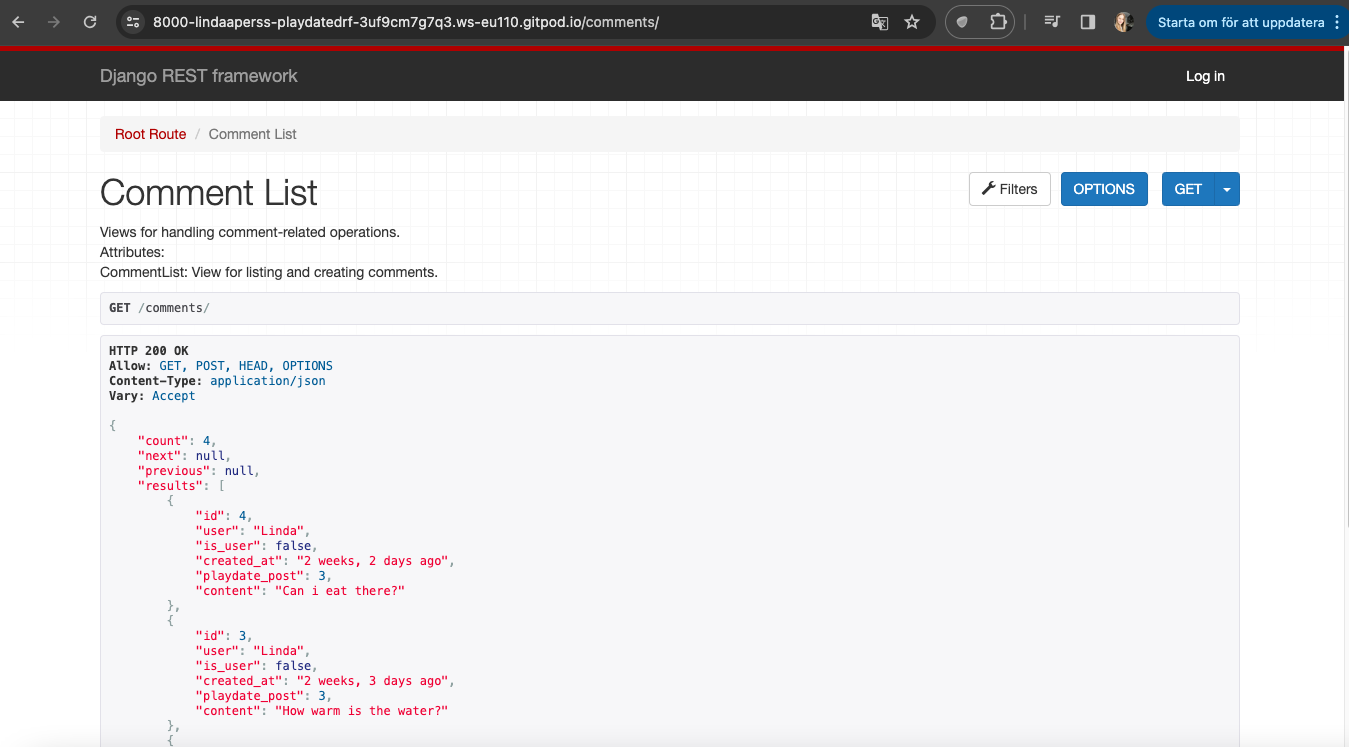 8000-lindaaperss-playdatedrf-3uf9cm7g7q3.ws-eu110.gitpod.io/comments/
Starta om för att uppdatera
Django REST framework
Log in
Root Route / Comment List
Comment List
Filters
OPTIONS
GET
Views for handling comment-related operations.
Attributes:
CommentList: View for listing and creating comments.
GET /comments/
HTTP 200 OK
Allow: GET, POST, HEAD, OPTIONS
Content-Type: application/json
Vary: Accept
{
"count": 4,
"next": null,
"previous": null,
"results": [
{
"id": 4,
"user": "Linda",
"is_user": false,
"created_at": "2 weeks, 2 days ago",
"playdate_post": 3,
"content": "Can i eat there?"
},
{
"id": 3,
"user": "Linda",
"is_user": false,
"created_at": "2 weeks, 3 days ago",
"playdate_post": 3,
"content": "How warm is the water?"
},
{